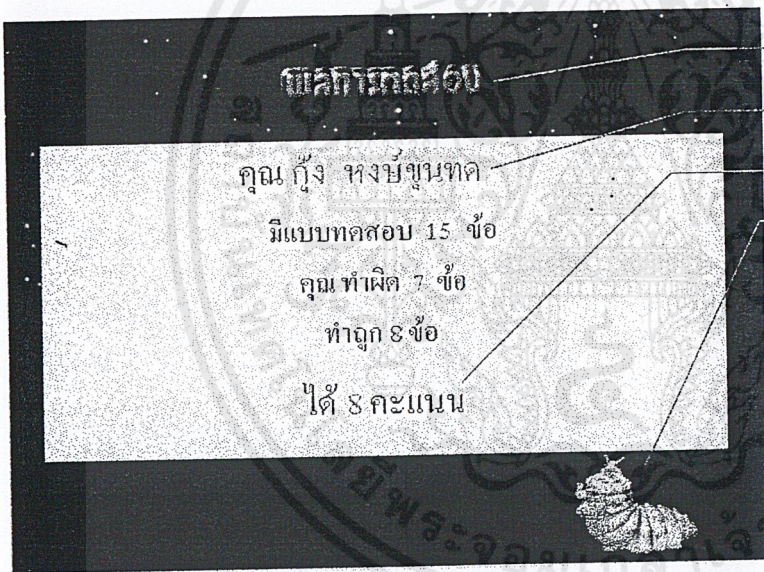 ผลการทดสอบ
คุณ กุ้ง หงษ์ขุนทด
มีแบบทดสอบ 15 ข้อ
คุณ ทำผิด 7 ข้อ
ทำถูก 8 ข้อ
ได้ 8 คะแนน